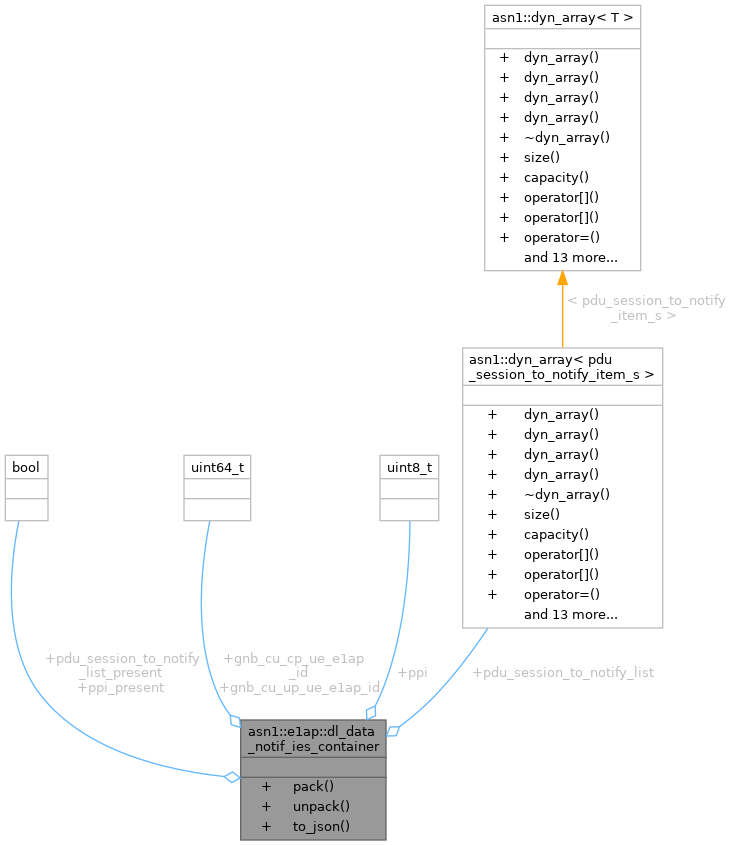 asn1::dyn_array< T >
+ dyn_array()
+ dyn_array()
+ dyn_array()
+ dyn_array()
+ ~dyn_array()
+ size()
+ capacity()
+ operator[]()
+ operator[]()
+ operator=()
and 13 more...
< pdu_session_to_notify
_item_s >
asn1::dyn_array< pdu
_session_to_notify_item_s >
+ dyn_array()
+ dyn_array()
+ dyn_array()
+ dyn_array()
+ ~dyn_array()
+ size()
+ capacity()
+ operator[]()
+ operator[]()
+ operator=()
and 13 more...
bool
uint64_t
uint8_t
+pdu_session_to_notify
_list_present
+ppi_present
+gnb_cu_cp_ue_e1ap
_id
+gnb_cu_up_ue_e1ap_id
+ppi
+pdu_session_to_notify_list
asn1::e1ap::dl_data
_notif_ies_container
+ pack()
+ unpack()
+ to_json()